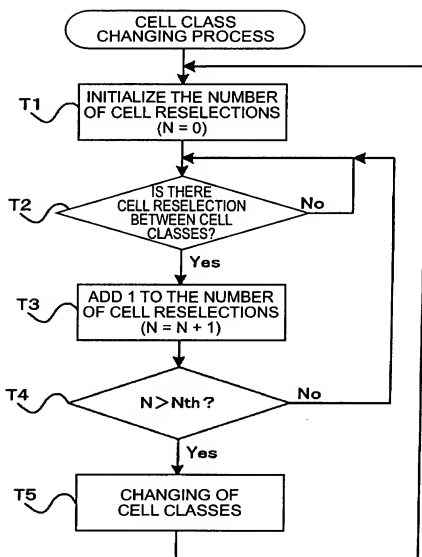 CELL CLASS
CHANGING PROCESS
T1
INITIALIZE THE NUMBER
OF CELL RESELECTIONS
(N = 0)
T2
IS THERE
CELL RESELECTION
BETWEEN CELL
CLASSES?
No
Yes
T3
ADD 1 TO THE NUMBER
OF CELL RESELECTIONS
(N = N + 1)
T4
N>Nth?
No
Yes
T5
CHANGING OF
CELL CLASSES